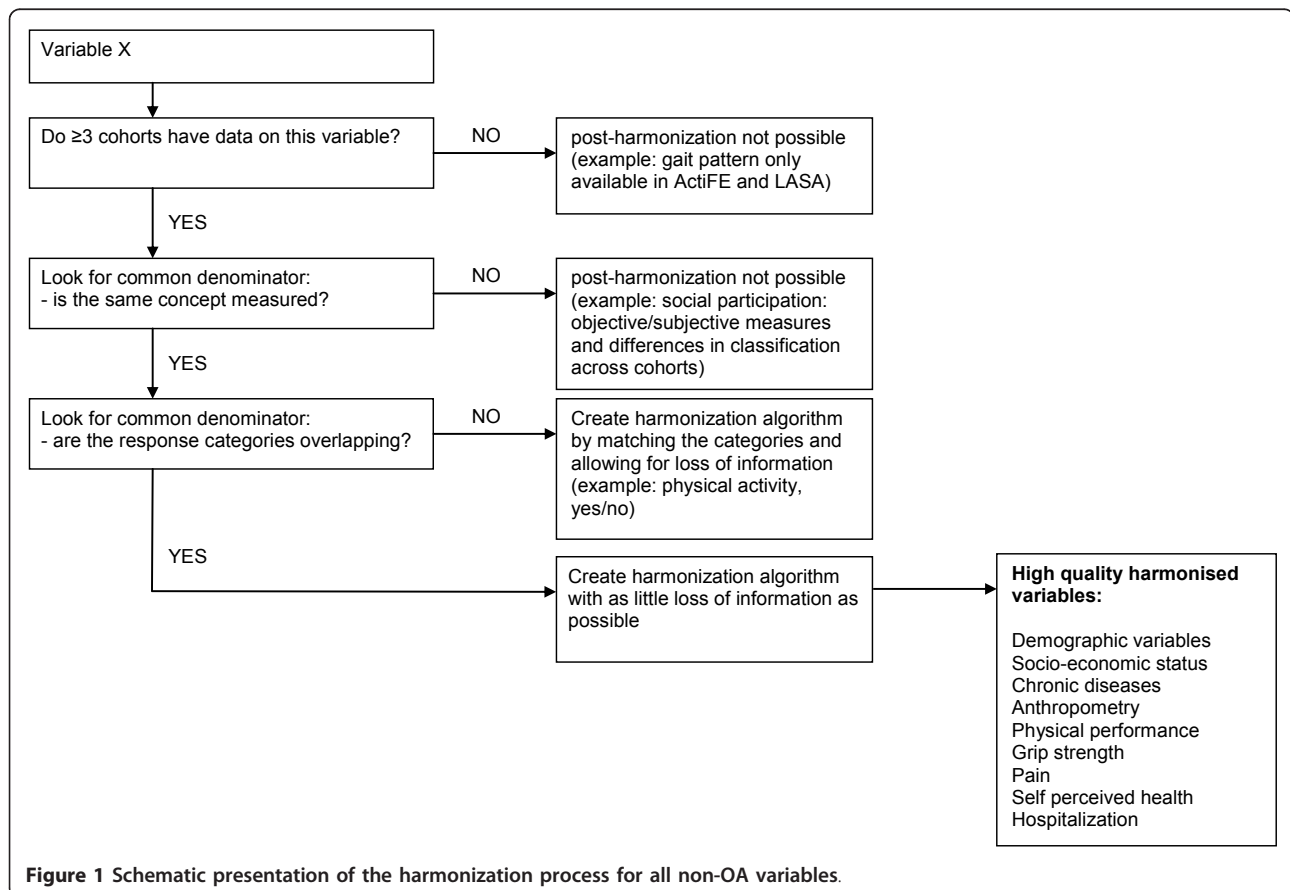 Variable X
Do ≥3 cohorts have data on this variable?
NO
post-harmonization not possible
(example: gait pattern only
available in ActiFE and LASA)
YES
Look for common denominator:
- is the same concept measured?
NO
post-harmonization not possible
(example: social participation:
objective/subjective measures
and differences in classification
across cohorts)
YES
Look for common denominator:
- are the response categories overlapping?
NO
Create harmonization algorithm
by matching the categories and
allowing for loss of information
(example: physical activity,
yes/no)
YES
Create harmonization algorithm
with as little loss of information as
possible
High quality harmonised
variables:
Demographic variables
Socio-economic status
Chronic diseases
Anthropometry
Physical performance
Grip strength
Pain
Self perceived health
Hospitalization
Figure 1 Schematic presentation of the harmonization process for all non-OA variables.